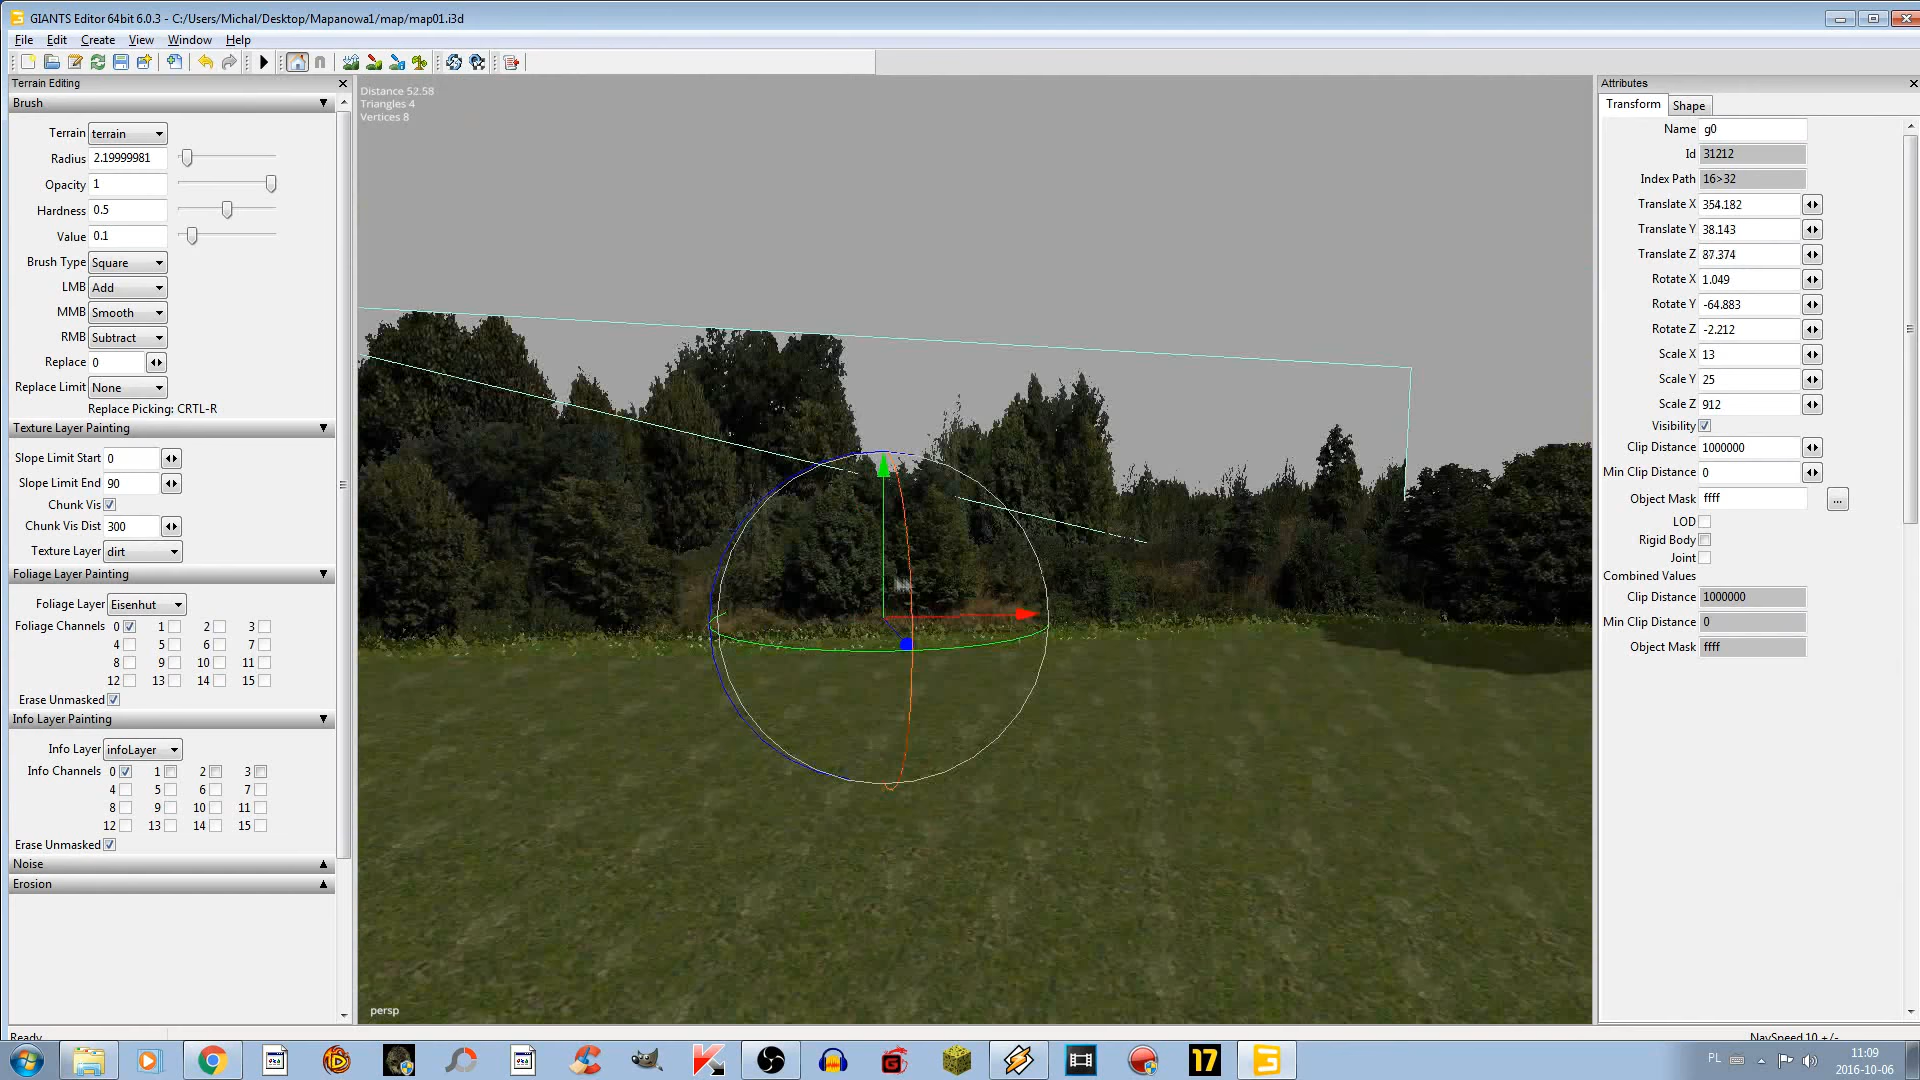 GIANTS Editor 64bit 6.0.3 - C:/Users/Michal/Desktop/Mapanowa1/map/map01.i3d
File Edit Create View Window Help
Terrain Editing
Brush
Terrain terrain
Radius 2.19999981
Opacity 1
Hardness 0.5
Value 0.1
Brush Type Square
LMB Add
MMB Smooth
RMB Subtract
Replace 0
Replace Limit None
Replace Picking: CRTL-R
Texture Layer Painting
Slope Limit Start 0
Slope Limit End 90
Chunk Vis
Chunk Vis Dist 300
Texture Layer dirt
Foliage Layer Painting
Foliage Layer Eisenhut
Foliage Channels 0 1 2 3
4 5 6 7
8 9 10 11
12 13 14 15
Erase Unmasked
Info Layer Painting
Info Layer infoLayer
Info Channels 0 1 2 3
4 5 6 7
8 9 10 11
12 13 14 15
Erase Unmasked
Noise
Erosion
Ready
Distance 52.58
Triangles 4
Vertices 8
persp
Attributes
Transform Shape
Name g0
Id 31212
Index Path 16>32
Translate X 354.182
Translate Y 38.143
Translate Z 87.374
Rotate X 1.049
Rotate Y -64.883
Rotate Z -2.212
Scale X 13
Scale Y 25
Scale Z 912
Visibility
Clip Distance 1000000
Min Clip Distance 0
Object Mask ffff ...
LOD
Rigid Body
Joint
Combined Values
Clip Distance 1000000
Min Clip Distance 0
Object Mask ffff
NavSpeed 10 +/-
17
PL
11:09
2016-10-06